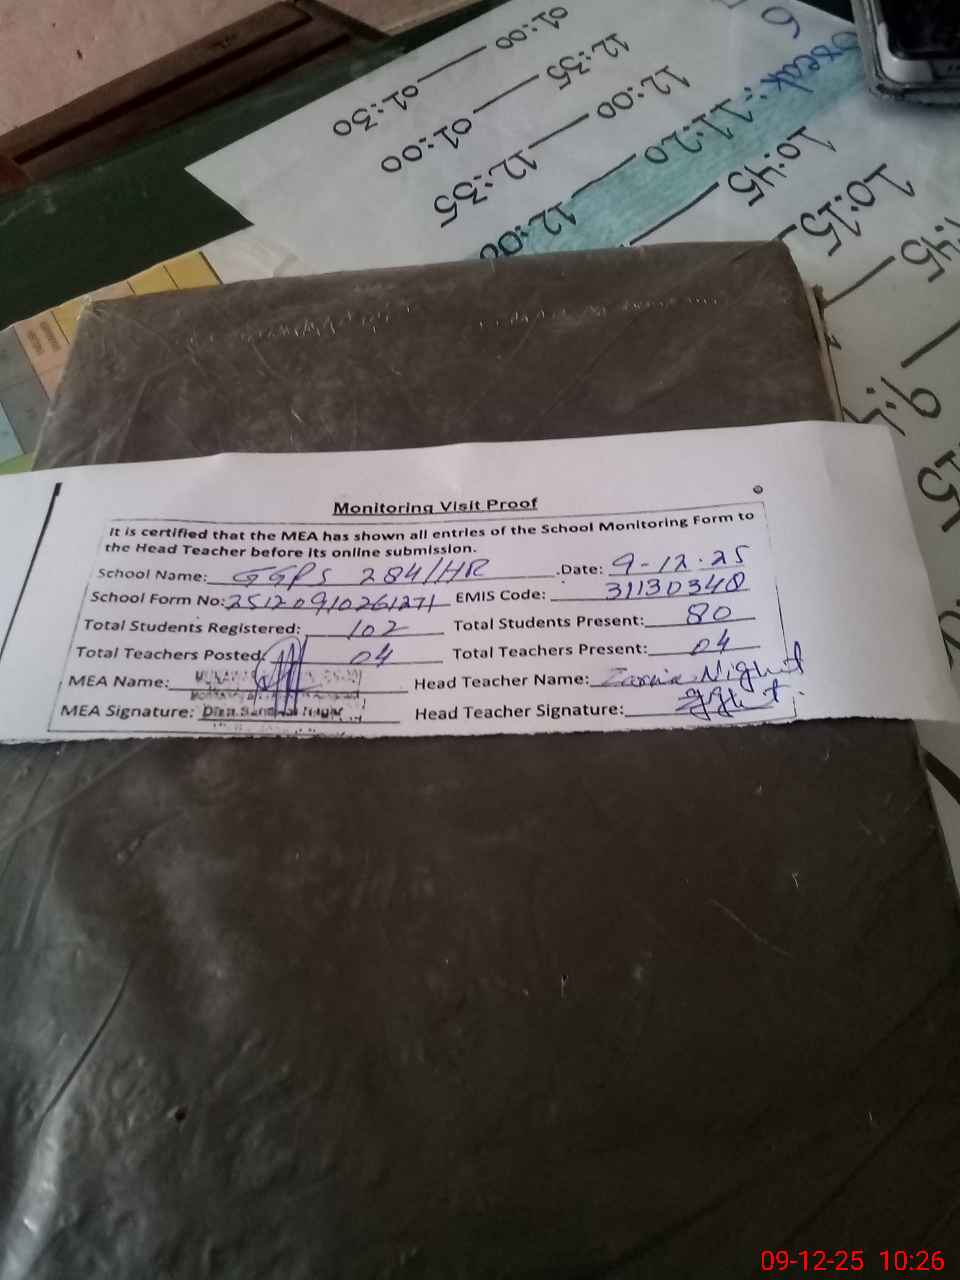 01:00 — 01:30
12:35 — 01:00
12:00 — 12:35
Break: 11:20 — 12:00
10:45
10:15
Monitoring Visit Proof
It is certified that the MEA has shown all entries of the School Monitoring Form to
the Head Teacher before its online submission.
School Name: GGPS 284/HR Date: 9-12-25
School Form No: 25120910261271 EMIS Code: 31130348
Total Students Registered: 102 Total Students Present: 80
Total Teachers Posted: 04 Total Teachers Present: 04
MEA Name: Head Teacher Name: Nighut
MEA Signature: Head Teacher Signature:
09-12-25 10:26